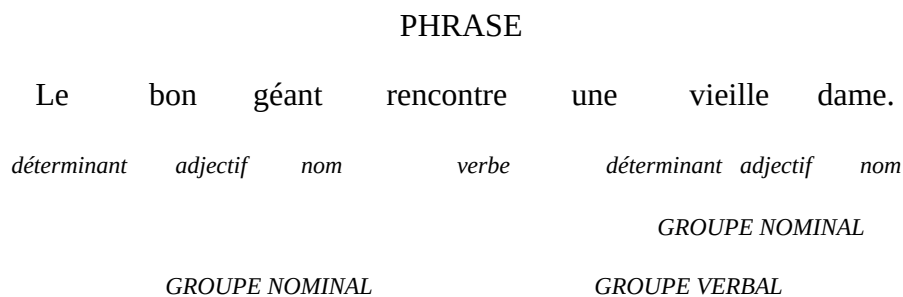 PHRASE
Le bon géant rencontre une vieille dame.
déterminant adjectif nom verbe déterminant adjectif nom
GROUPE NOMINAL
GROUPE NOMINAL GROUPE VERBAL